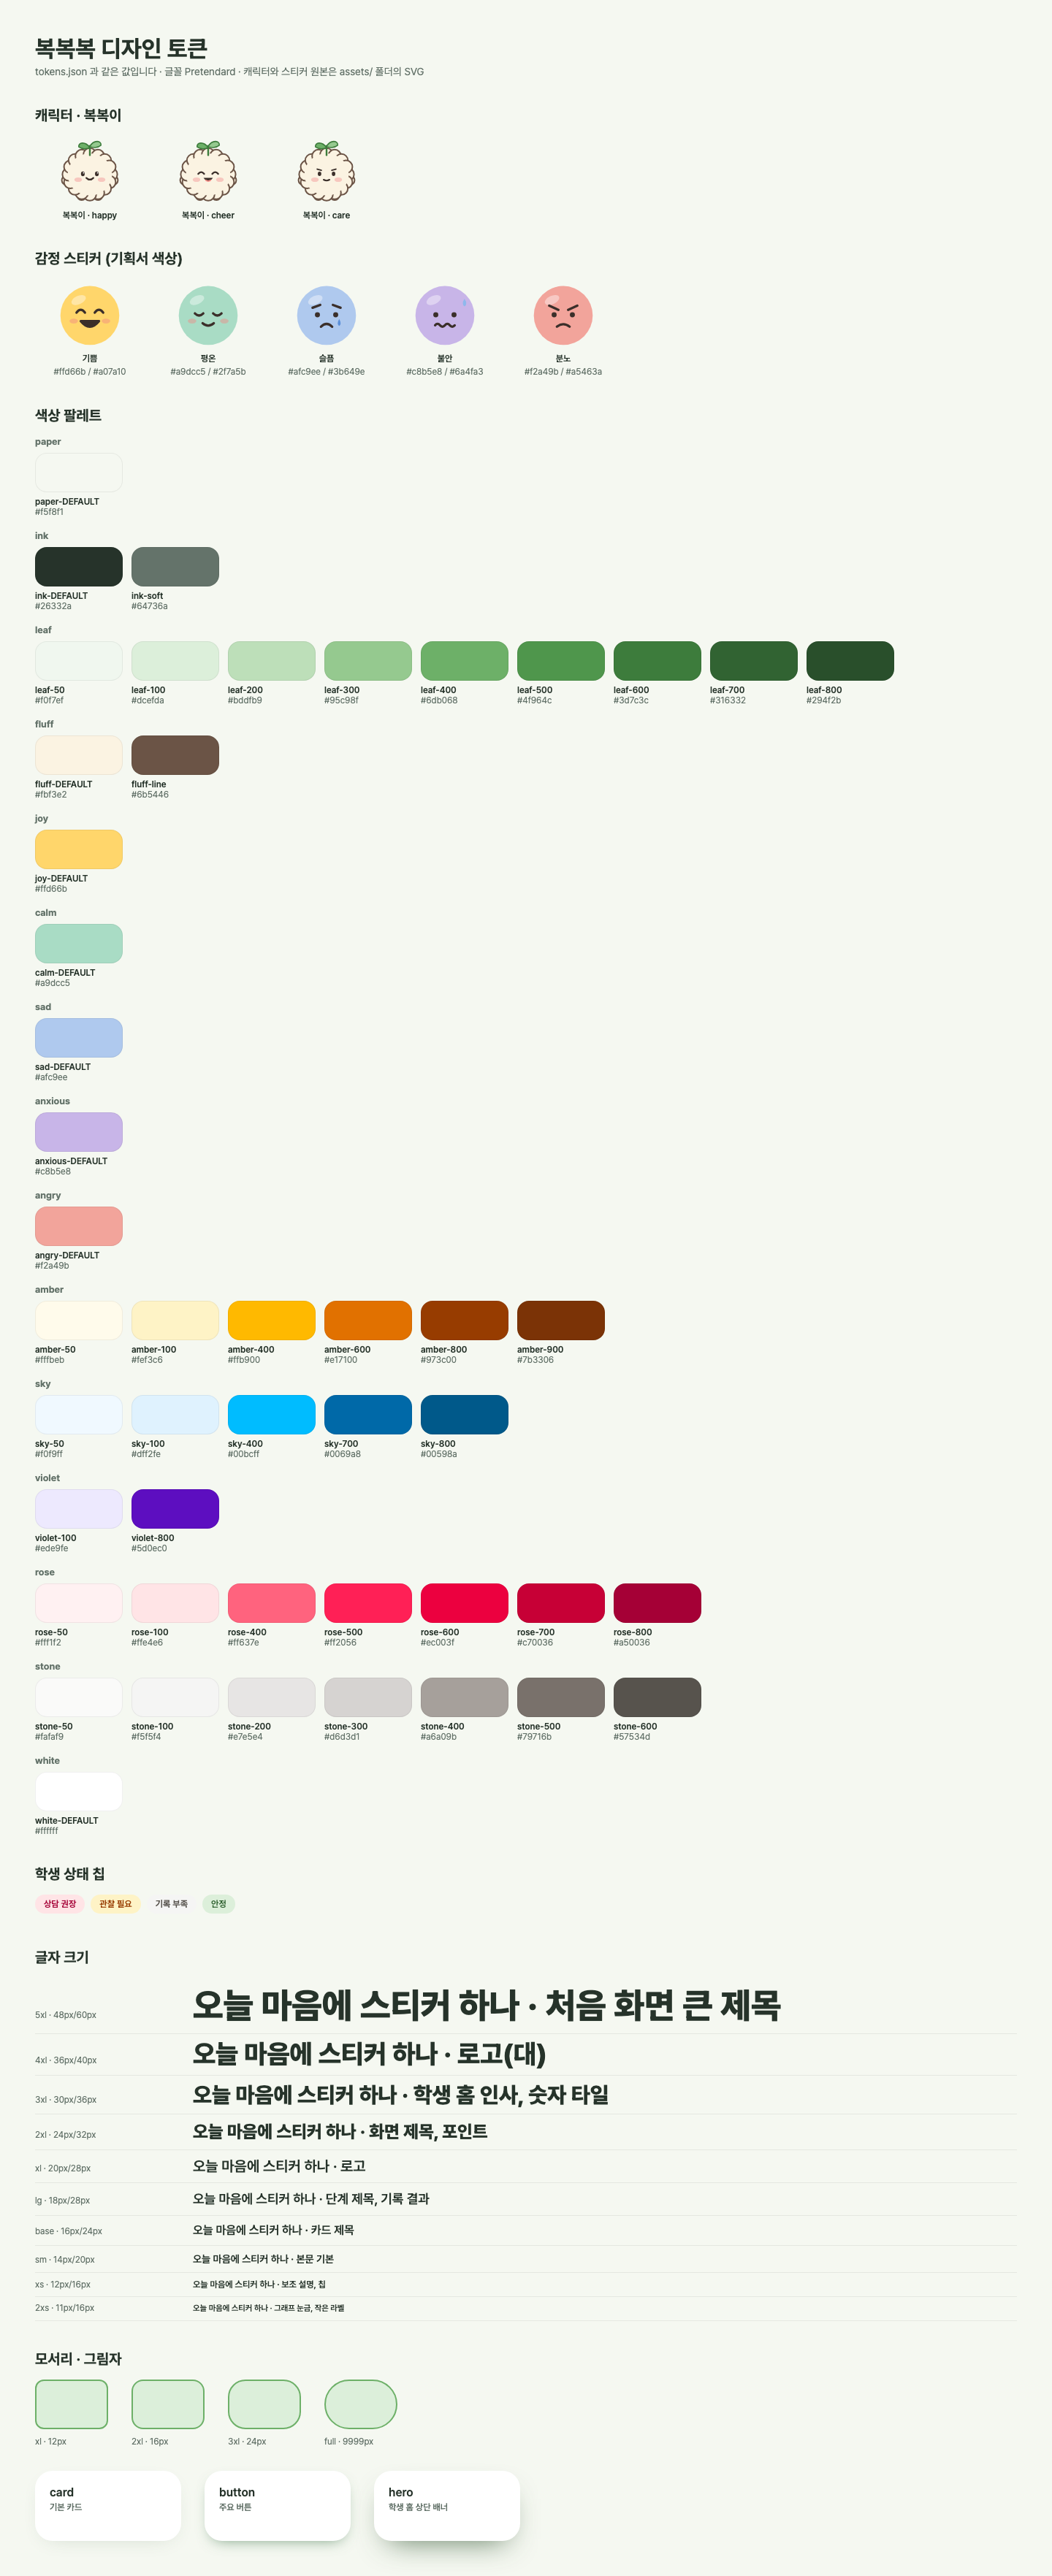 복복복 디자인 토큰
tokens.json 과 같은 값입니다 · 글꼴 Pretendard · 캐릭터와 스티커 원본은 assets/ 폴더의 SVG
캐릭터 · 복복이
복복이 · happy
복복이 · cheer
복복이 · care
감정 스티커 (기획서 색상)
기쁨
평온
슬픔
불안
분노
#ffd66b / #a07a10
#a9dcc5 / #2f7a5b
#afc9ee / #3b649e
#c8b5e8 / #6a4fa3
#f2a49b / #a5463a
색상 팔레트
paper
paper-DEFAULT
#f5f8f1
ink
ink-DEFAULT
ink-soft
#26332a
#64736a
leaf
leaf-50
leaf-100
leaf-200
leaf-300
leaf-400
leaf-500
leaf-600
leaf-700
leaf-800
#f0f7ef
#dcefda
#bddfb9
#95c98f
#6db068
#4f964c
#3d7c3c
#316332
#294f2b
fluff
fluff-DEFAULT
fluff-line
#fbf3e2
#6b5446
joy
joy-DEFAULT
#ffd66b
calm
calm-DEFAULT
#a9dcc5
sad
sad-DEFAULT
#afc9ee
anxious
anxious-DEFAULT
#c8b5e8
angry
angry-DEFAULT
#f2a49b
amber
amber-50
amber-100
amber-400
amber-600
amber-800
amber-900
#fffbeb
#fef3c6
#ffb900
#e17100
#973c00
#7b3306
sky
sky-50
sky-100
sky-400
sky-700
sky-800
#f0f9ff
#dff2fe
#00bcff
#0069a8
#00598a
violet
violet-100
violet-800
#ede9fe
#5d0ec0
rose
rose-50
rose-100
rose-400
rose-500
rose-600
rose-700
rose-800
#fff1f2
#ffe4e6
#ff637e
#ff2056
#ec003f
#c70036
#a50036
stone
stone-50
stone-100
stone-200
stone-300
stone-400
stone-500
stone-600
#fafaf9
#f5f5f4
#e7e5e4
#d6d3d1
#a6a09b
#79716b
#57534d
white
white-DEFAULT
#ffffff
학생 상태 칩
상담 권장
관찰 필요
기록 부족
안정
글자 크기
5xl · 48px/60px
오늘 마음에 스티커 하나 · 처음 화면 큰 제목
4xl · 36px/40px
오늘 마음에 스티커 하나 · 로고(대)
3xl · 30px/36px
오늘 마음에 스티커 하나 · 학생 홈 인사, 숫자 타일
2xl · 24px/32px
오늘 마음에 스티커 하나 · 화면 제목, 포인트
xl · 20px/28px
오늘 마음에 스티커 하나 · 로고
lg · 18px/28px
오늘 마음에 스티커 하나 · 단계 제목, 기록 결과
base · 16px/24px
오늘 마음에 스티커 하나 · 카드 제목
sm · 14px/20px
오늘 마음에 스티커 하나 · 본문 기본
xs · 12px/16px
오늘 마음에 스티커 하나 · 보조 설명, 칩
2xs · 11px/16px
오늘 마음에 스티커 하나 · 그래프 눈금, 작은 라벨
모서리 · 그림자
xl · 12px
2xl · 16px
3xl · 24px
full · 9999px
card
기본 카드
button
주요 버튼
hero
학생 홈 상단 배너